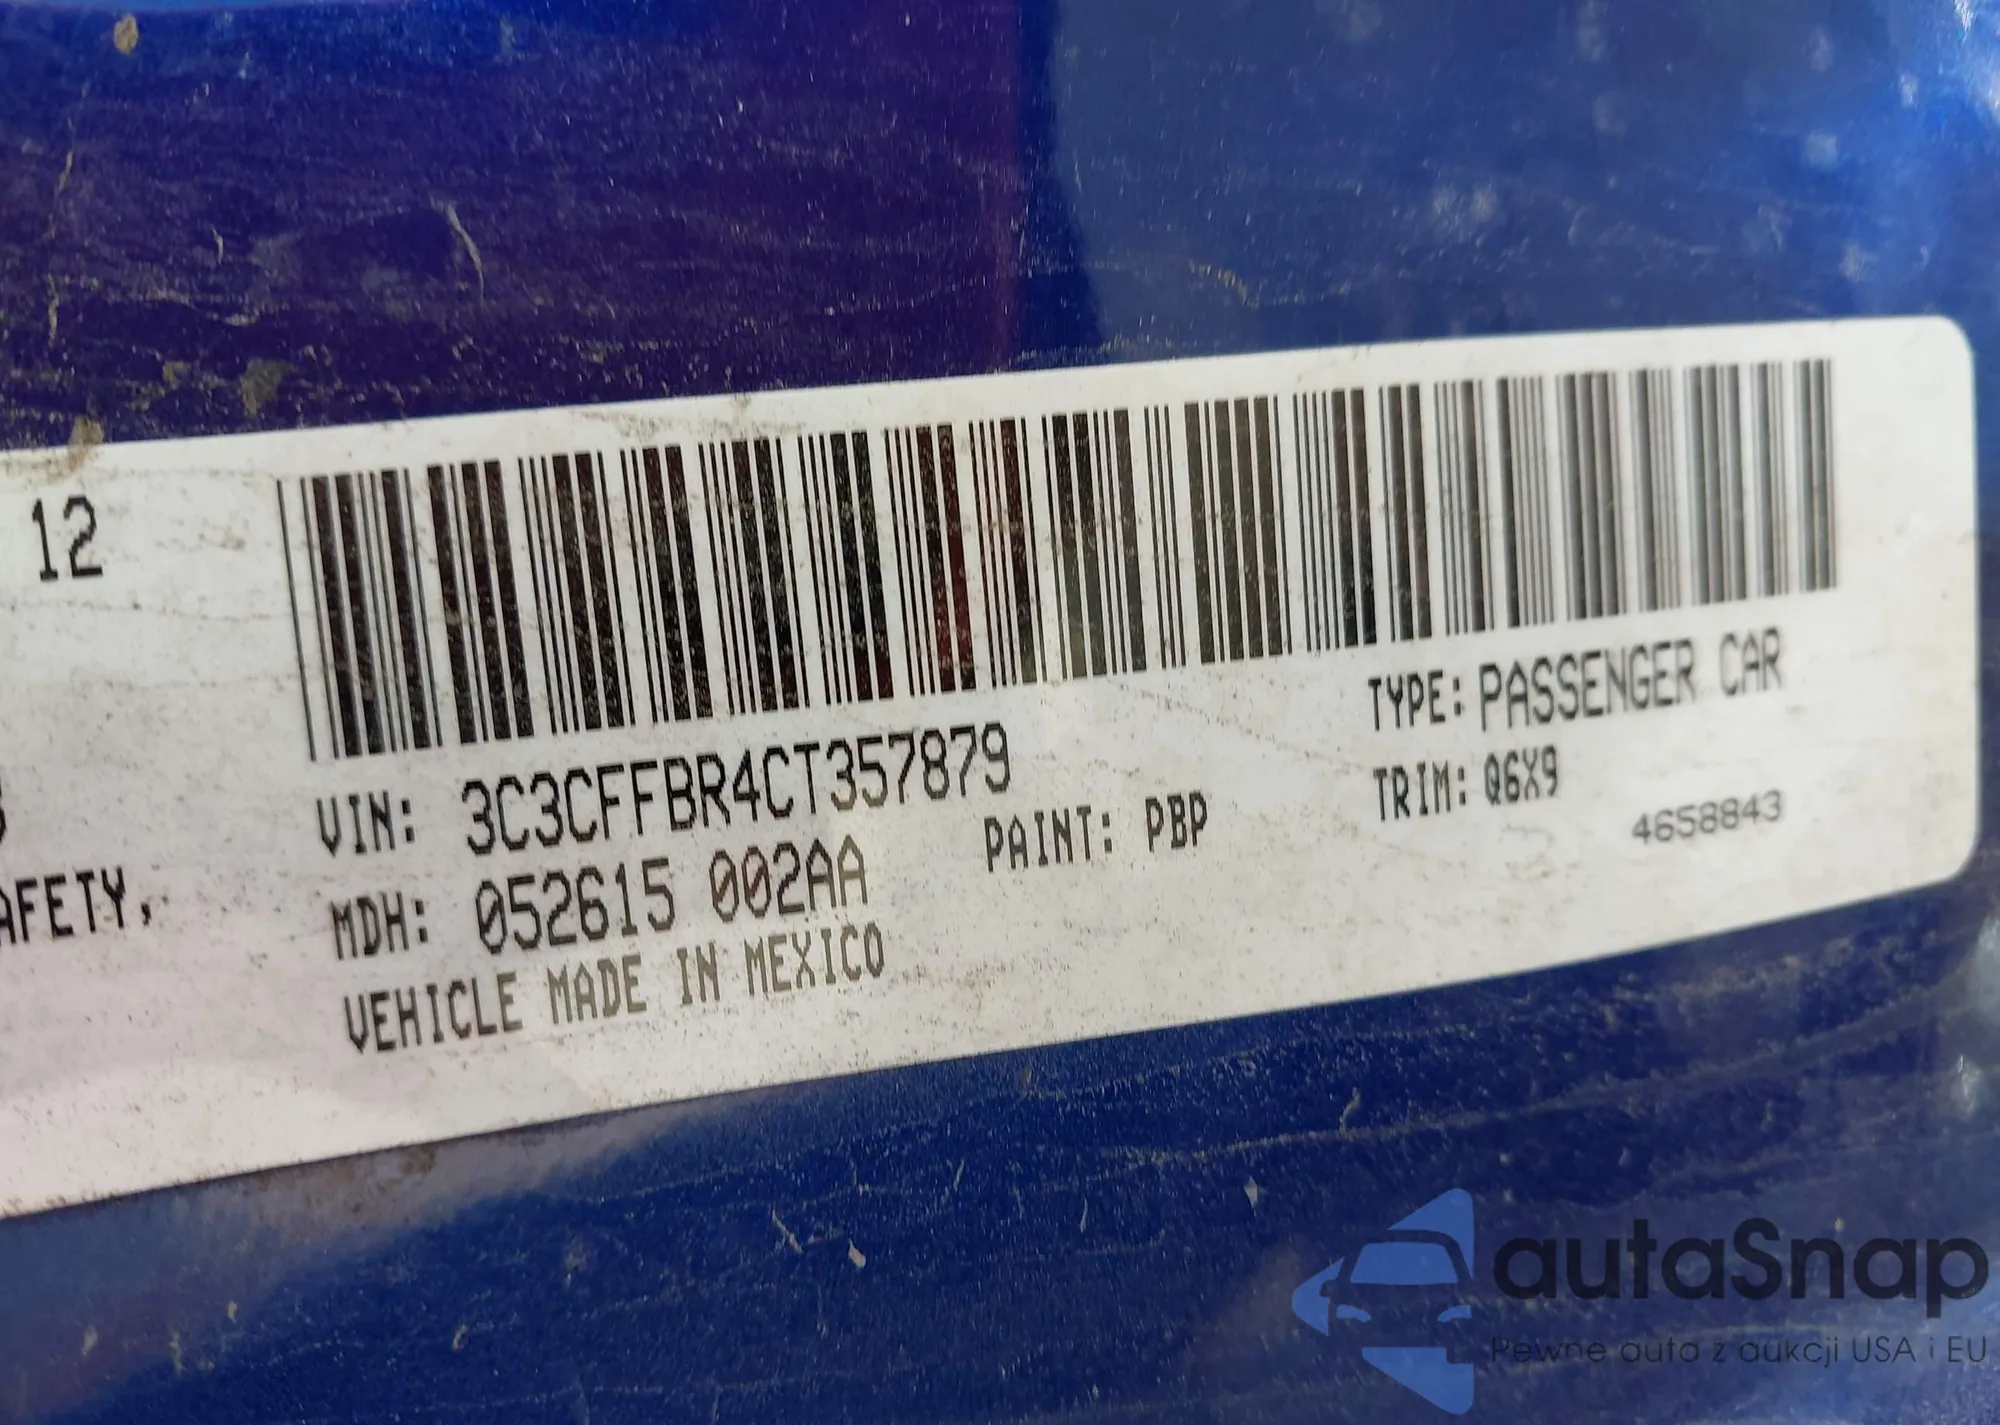 12
VIN: 3C3CFFBR4CT357879
TYPE: PASSENGER CAR
MDH: 052615 002AA
PAINT: PBP
TRIM: Q6X9
4658843
AFETY,
VEHICLE MADE IN MEXICO
autaSnap
Pewne auta z aukcji USA i EU